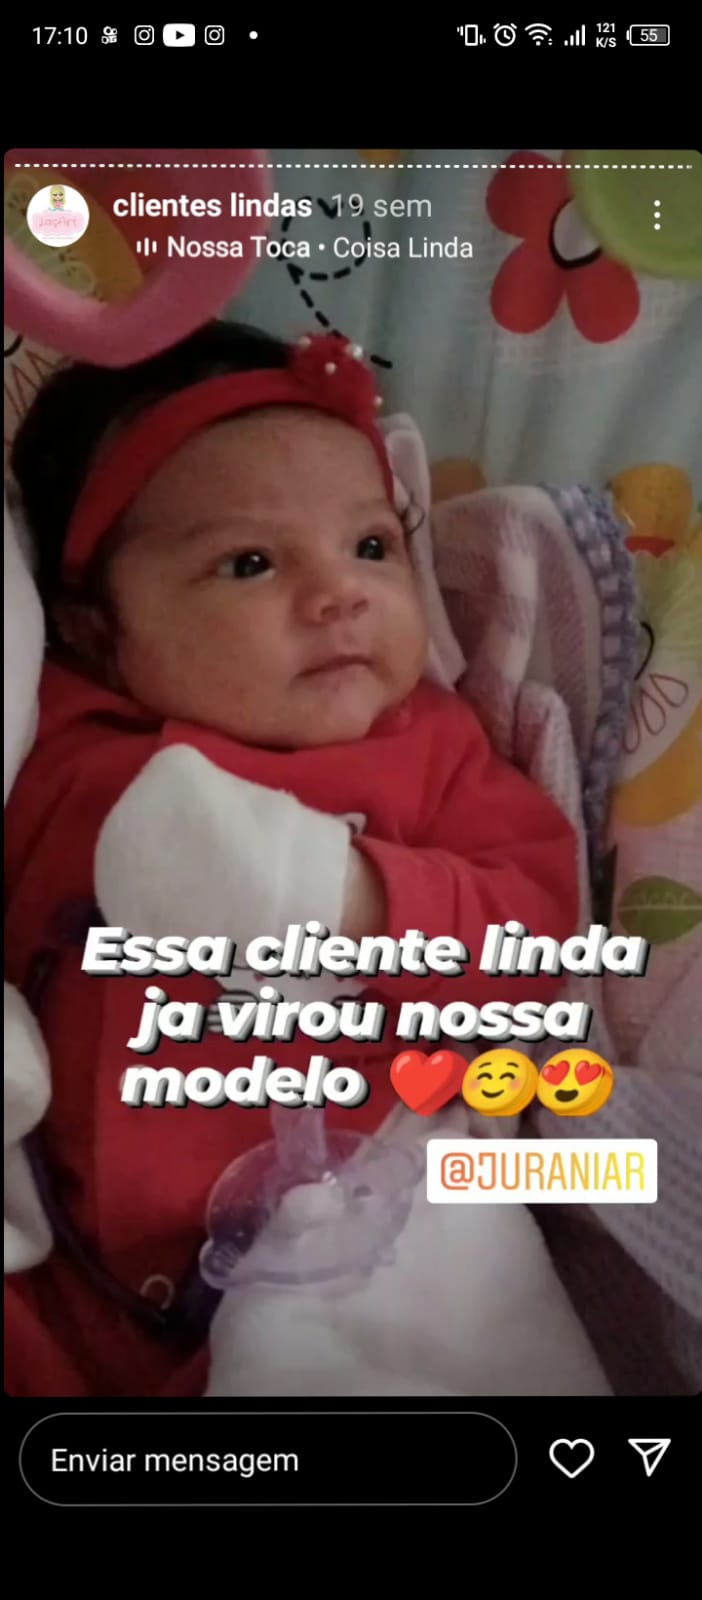 17:10
121
K/S
55
clientes lindas 19 sem
Nossa Toca • Coisa Linda
LaçArt
Essa cliente linda
ja virou nossa
modelo ❤️☺️😍
@JURANIAR
Enviar mensagem